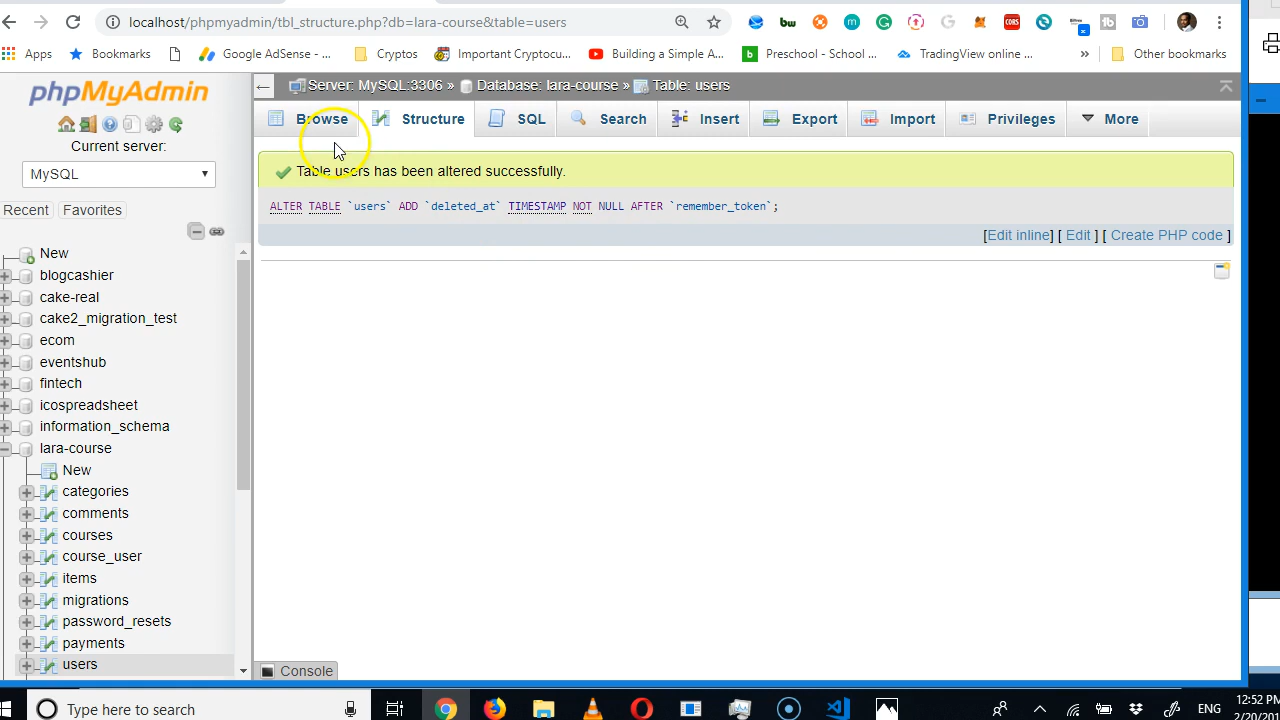 localhost/phpmyadmin/tbl_structure.php?db=lara-course&table=users
Apps Bookmarks Google AdSense - ... Cryptos Important Cryptocu... Building a Simple A... Preschool - School ... TradingView online ... » Other bookmarks
phpMyAdmin
Current server:
MySQL
Recent Favorites
New
blogcashier
cake-real
cake2_migration_test
ecom
eventshub
fintech
icospreadsheet
information_schema
lara-course
New
categories
comments
courses
course_user
items
migrations
password_resets
payments
users
Server: MySQL:3306 » Database: lara-course » Table: users
Browse Structure SQL Search Insert Export Import Privileges More
Table users has been altered successfully.
ALTER TABLE `users` ADD `deleted_at` TIMESTAMP NOT NULL AFTER `remember_token`;
[Edit inline] [ Edit ] [ Create PHP code ]
Console
Type here to search
ENG
12:52 PM